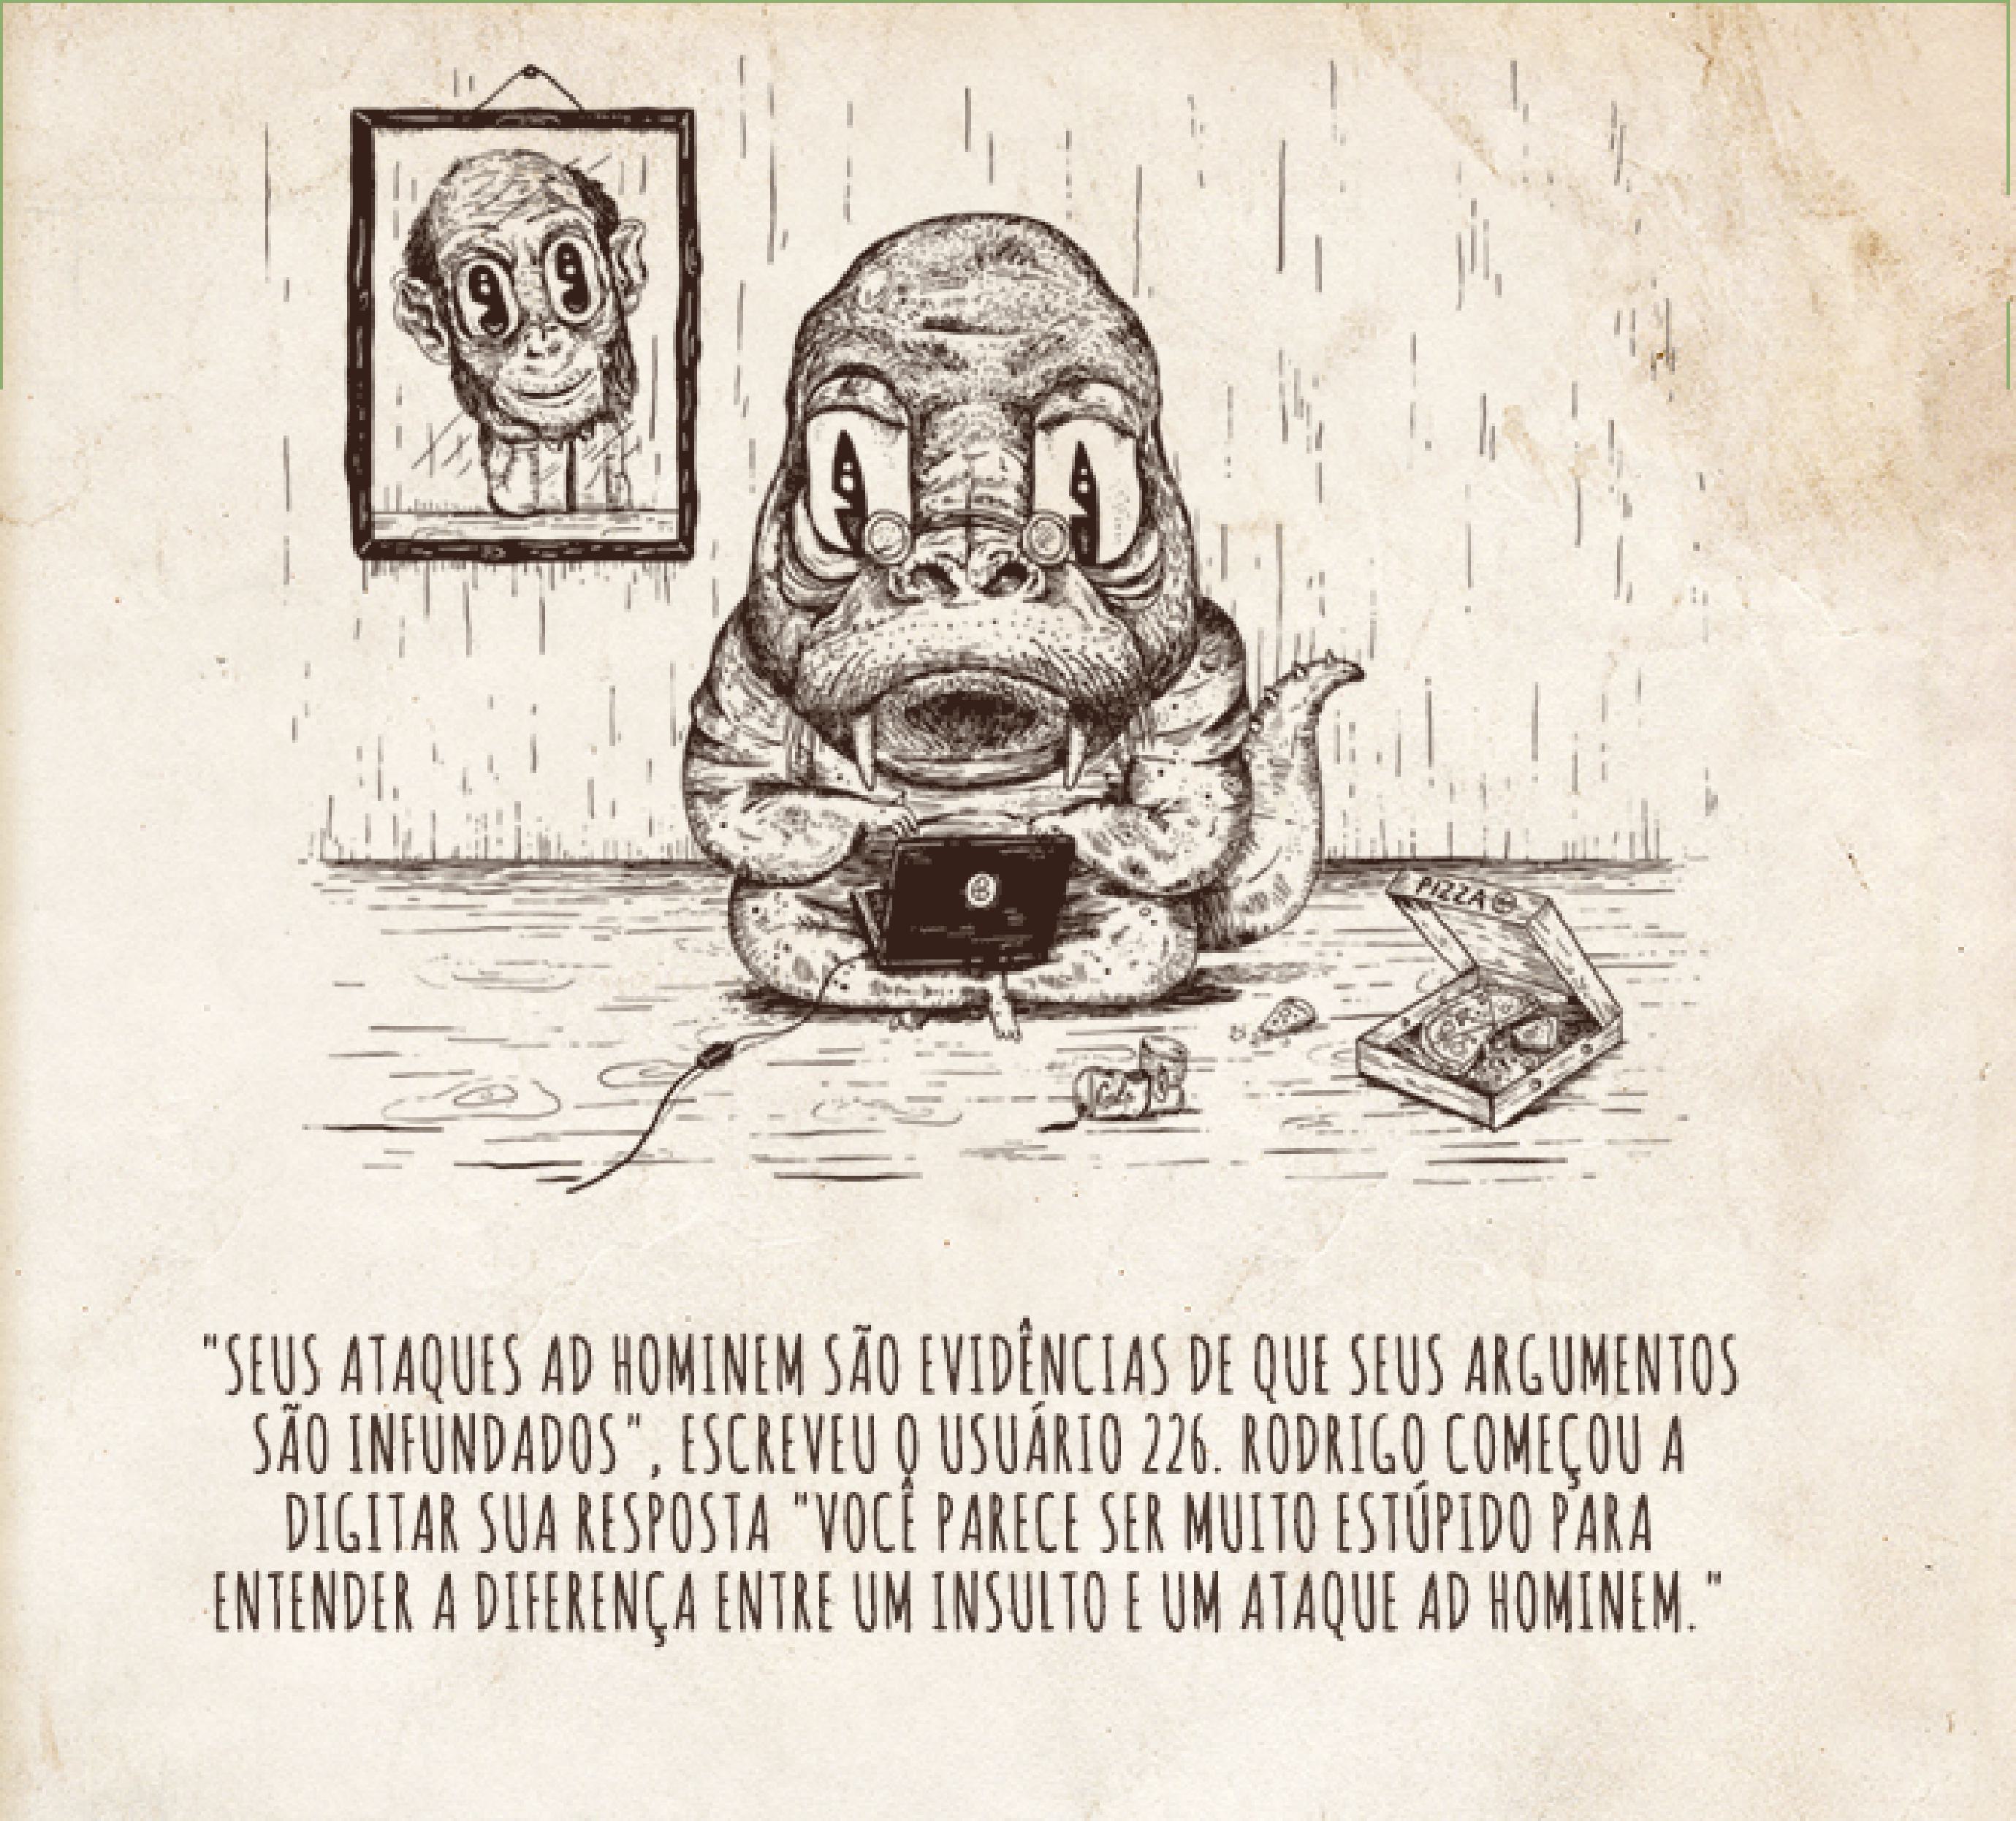 PIZZA
"SEUS ATAQUES AD HOMINEM SÃO EVIDÊNCIAS DE QUE SEUS ARGUMENTOS
SÃO INFUNDADOS", ESCREVEU O USUÁRIO 226. RODRIGO COMEÇOU A
DIGITAR SUA RESPOSTA "VOCÊ PARECE SER MUITO ESTÚPIDO PARA
ENTENDER A DIFERENÇA ENTRE UM INSULTO E UM ATAQUE AD HOMINEM."